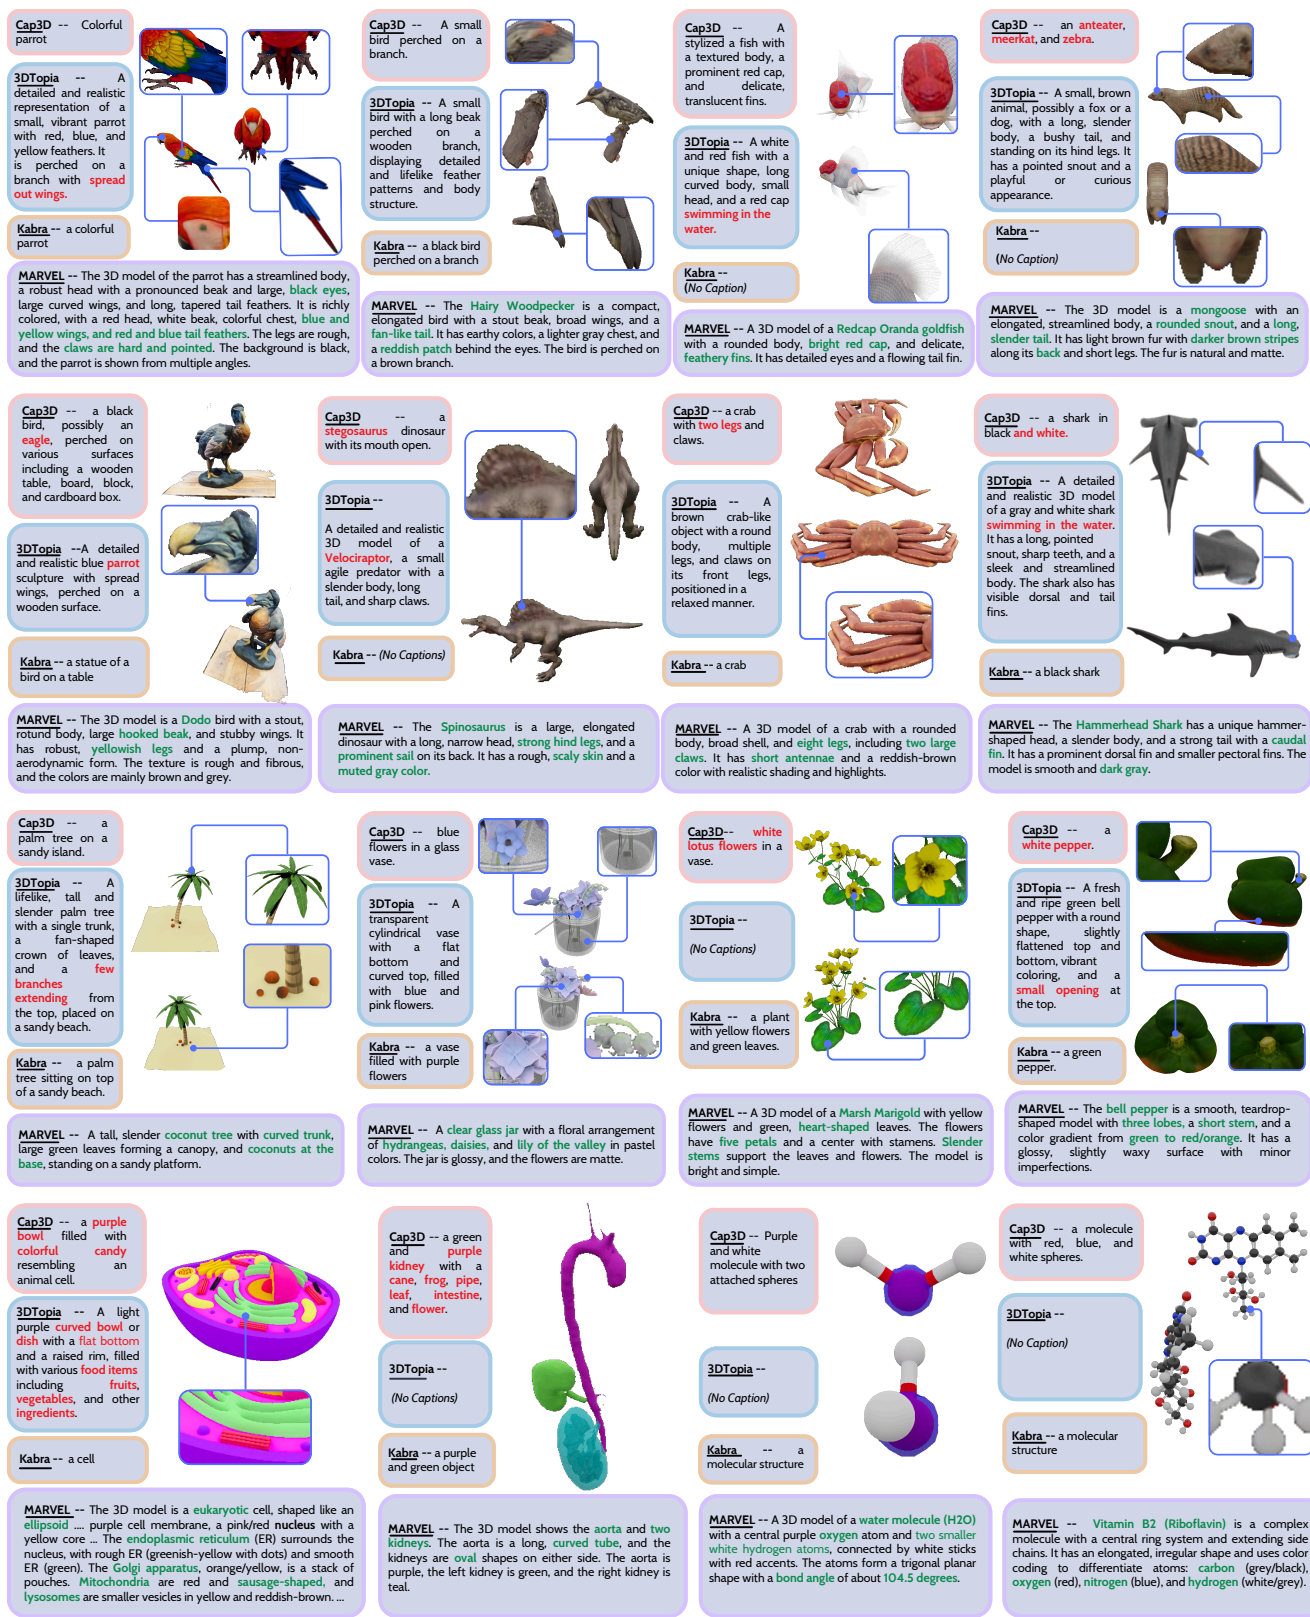 Cap3D -- Colorful
parrot
3DTopia -- A
detailed and realistic
representation of a
small, vibrant parrot
with red, blue, and
yellow feathers. It
is perched on a
branch with spread
out wings.
Kabra -- a colorful
parrot
MARVEL -- The 3D model of the parrot has a streamlined body,
a robust head with a pronounced beak and large, black eyes,
large curved wings, and long, tapered tail feathers. It is richly
colored, with a red head, white beak, colorful chest, blue and
yellow wings, and red and blue tail feathers. The legs are rough,
and the claws are hard and pointed. The background is black,
and the parrot is shown from multiple angles.
Cap3D -- A small
bird perched on a
branch.
3DTopia -- A small
bird with a long beak
perched on a
wooden branch,
displaying detailed
and lifelike feather
patterns and body
structure.
Kabra -- a black bird
perched on a branch
MARVEL -- The Hairy Woodpecker is a compact,
elongated bird with a stout beak, broad wings, and a
fan-like tail. It has earthy colors, a lighter gray chest, and
a reddish patch behind the eyes. The bird is perched on
a brown branch.
Cap3D -- A
stylized a fish with
a textured body, a
prominent red cap,
and delicate,
translucent fins.
3DTopia -- A white
and red fish with a
unique shape, long
curved body, small
head, and a red cap
swimming in the
water.
Kabra --
(No Caption)
MARVEL -- A 3D model of a Redcap Oranda goldfish
with a rounded body, bright red cap, and delicate,
feathery fins. It has detailed eyes and a flowing tail fin.
Cap3D -- an anteater,
meerkat, and zebra.
3DTopia -- A small, brown
animal, possibly a fox or a
dog, with a long, slender
body, a bushy tail, and
standing on its hind legs. It
has a pointed snout and a
playful or curious
appearance.
Kabra --
(No Caption)
MARVEL -- The 3D model is a mongoose with an
elongated, streamlined body, a rounded snout, and a long,
slender tail. It has light brown fur with darker brown stripes
along its back and short legs. The fur is natural and matte.
Cap3D -- a black
bird, possibly an
eagle, perched on
various surfaces
including a wooden
table, board, block,
and cardboard box.
3DTopia --A detailed
and realistic blue parrot
sculpture with spread
wings, perched on a
wooden surface.
Kabra -- a statue of a
bird on a table
MARVEL -- The 3D model is a Dodo bird with a stout,
rotund body, large hooked beak, and stubby wings. It
has robust, yellowish legs and a plump, non-
aerodynamic form. The texture is rough and fibrous,
and the colors are mainly brown and grey.
Cap3D -- a
stegosaurus dinosaur
with its mouth open.
3DTopia --
A detailed and realistic
3D model of a
Velociraptor, a small
agile predator with a
slender body, long
tail, and sharp claws.
Kabra -- (No Captions)
MARVEL -- The Spinosaurus is a large, elongated
dinosaur with a long, narrow head, strong hind legs, and a
prominent sail on its back. It has a rough, scaly skin and a
muted gray color.
Cap3D -- a crab
with two legs and
claws.
3DTopia -- A
brown crab-like
object with a round
body, multiple
legs, and claws on
its front legs,
positioned in a
relaxed manner.
Kabra -- a crab
MARVEL -- A 3D model of a crab with a rounded
body, broad shell, and eight legs, including two large
claws. It has short antennae and a reddish-brown
color with realistic shading and highlights.
Cap3D -- a shark in
black and white.
3DTopia -- A detailed
and realistic 3D model
of a gray and white shark
swimming in the water.
It has a long, pointed
snout, sharp teeth, and a
sleek and streamlined
body. The shark also has
visible dorsal and tail
fins.
Kabra -- a black shark
MARVEL -- The Hammerhead Shark has a unique hammer-
shaped head, a slender body, and a strong tail with a caudal
fin. It has a prominent dorsal fin and smaller pectoral fins. The
model is smooth and dark gray.
Cap3D -- a
palm tree on a
sandy island.
3DTopia -- A
lifelike, tall and
slender palm tree
with a single trunk,
a fan-shaped
crown of leaves,
and a few
branches
extending from
the top, placed on
a sandy beach.
Kabra -- a palm
tree sitting on top
of a sandy beach.
MARVEL -- A tall, slender coconut tree with curved trunk,
large green leaves forming a canopy, and coconuts at the
base, standing on a sandy platform.
Cap3D -- blue
flowers in a glass
vase.
3DTopia -- A
transparent
cylindrical vase
with a flat
bottom and
curved top, filled
with blue and
pink flowers.
Kabra -- a vase
filled with purple
flowers
MARVEL -- A clear glass jar with a floral arrangement
of hydrangeas, daisies, and lily of the valley in pastel
colors. The jar is glossy, and the flowers are matte.
Cap3D-- white
lotus flowers in a
vase.
3DTopia --
(No Captions)
Kabra -- a plant
with yellow flowers
and green leaves.
MARVEL -- A 3D model of a Marsh Marigold with yellow
flowers and green, heart-shaped leaves. The flowers
have five petals and a center with stamens. Slender
stems support the leaves and flowers. The model is
bright and simple.
Cap3D -- a
white pepper.
3DTopia -- A fresh
and ripe green bell
pepper with a round
shape, slightly
flattened top and
bottom, vibrant
coloring, and a
small opening at
the top.
Kabra -- a green
pepper.
MARVEL -- The bell pepper is a smooth, teardrop-
shaped model with three lobes, a short stem, and a
color gradient from green to red/orange. It has a
glossy, slightly waxy surface with minor
imperfections.
Cap3D -- a purple
bowl filled with
colorful candy
resembling an
animal cell.
3DTopia -- A light
purple curved bowl or
dish with a flat bottom
and a raised rim, filled
with various food items
including fruits,
vegetables, and other
ingredients.
Kabra -- a cell
MARVEL -- The 3D model is a eukaryotic cell, shaped like an
ellipsoid .... purple cell membrane, a pink/red nucleus with a
yellow core ... The endoplasmic reticulum (ER) surrounds the
nucleus, with rough ER (greenish-yellow with dots) and smooth
ER (green). The Golgi apparatus, orange/yellow, is a stack of
pouches. Mitochondria are red and sausage-shaped, and
lysosomes are smaller vesicles in yellow and reddish-brown. ...
Cap3D -- a green
and purple
kidney with a
cane, frog, pipe,
leaf, intestine,
and flower.
3DTopia --
(No Captions)
Kabra -- a purple
and green object
MARVEL -- The 3D model shows the aorta and two
kidneys. The aorta is a long, curved tube, and the
kidneys are oval shapes on either side. The aorta is
purple, the left kidney is green, and the right kidney is
teal.
Cap3D -- Purple
and white
molecule with two
attached spheres
3DTopia --
(No Caption)
Kabra -- a
molecular structure
MARVEL -- A 3D model of a water molecule (H2O)
with a central purple oxygen atom and two smaller
white hydrogen atoms, connected by white sticks
with red accents. The atoms form a trigonal planar
shape with a bond angle of about 104.5 degrees.
Cap3D -- a molecule
with red, blue, and
white spheres.
3DTopia --
(No Caption)
Kabra -- a molecular
structure
MARVEL -- Vitamin B2 (Riboflavin) is a complex
molecule with a central ring system and extending side
chains. It has an elongated, irregular shape and uses color
coding to differentiate atoms: carbon (grey/black),
oxygen (red), nitrogen (blue), and hydrogen (white/grey).